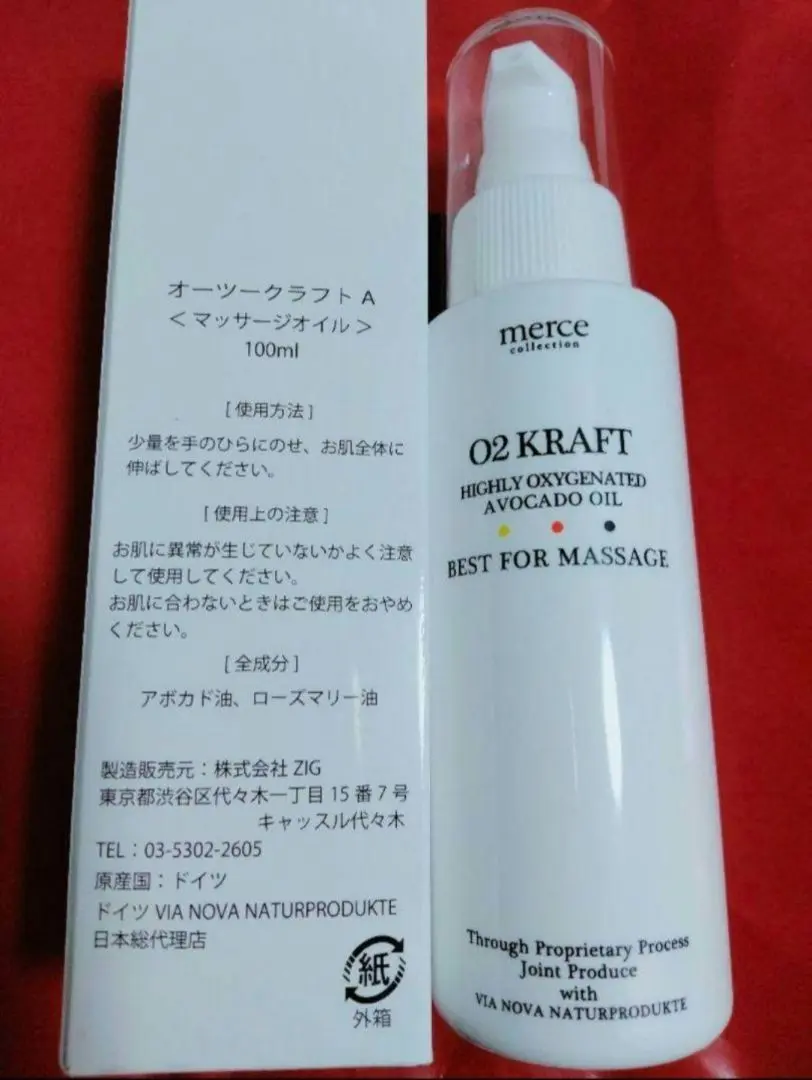 オーツークラフト A
＜マッサージオイル＞
100ml
[ 使用方法 ]
少量を手のひらにのせ、お肌全体に
伸ばしてください。
[ 使用上の注意 ]
お肌に異常が生じていないかよく注意
して使用してください。
お肌に合わないときはご使用をおやめ
ください。
[ 全成分 ]
アボカド油、ローズマリー油
製造販売元：株式会社 ZIG
東京都渋谷区代々木一丁目 15 番 7 号
キャッスル代々木
TEL：03-5302-2605
原産国：ドイツ
ドイツ VIA NOVA NATURPRODUKTE
日本総代理店
紙
外箱
merce
collection
O2 KRAFT
HIGHLY OXYGENATED
AVOCADO OIL
BEST FOR MASSAGE
Through Proprietary Process
Joint Produce
with
VIA NOVA NATURPRODUKTE